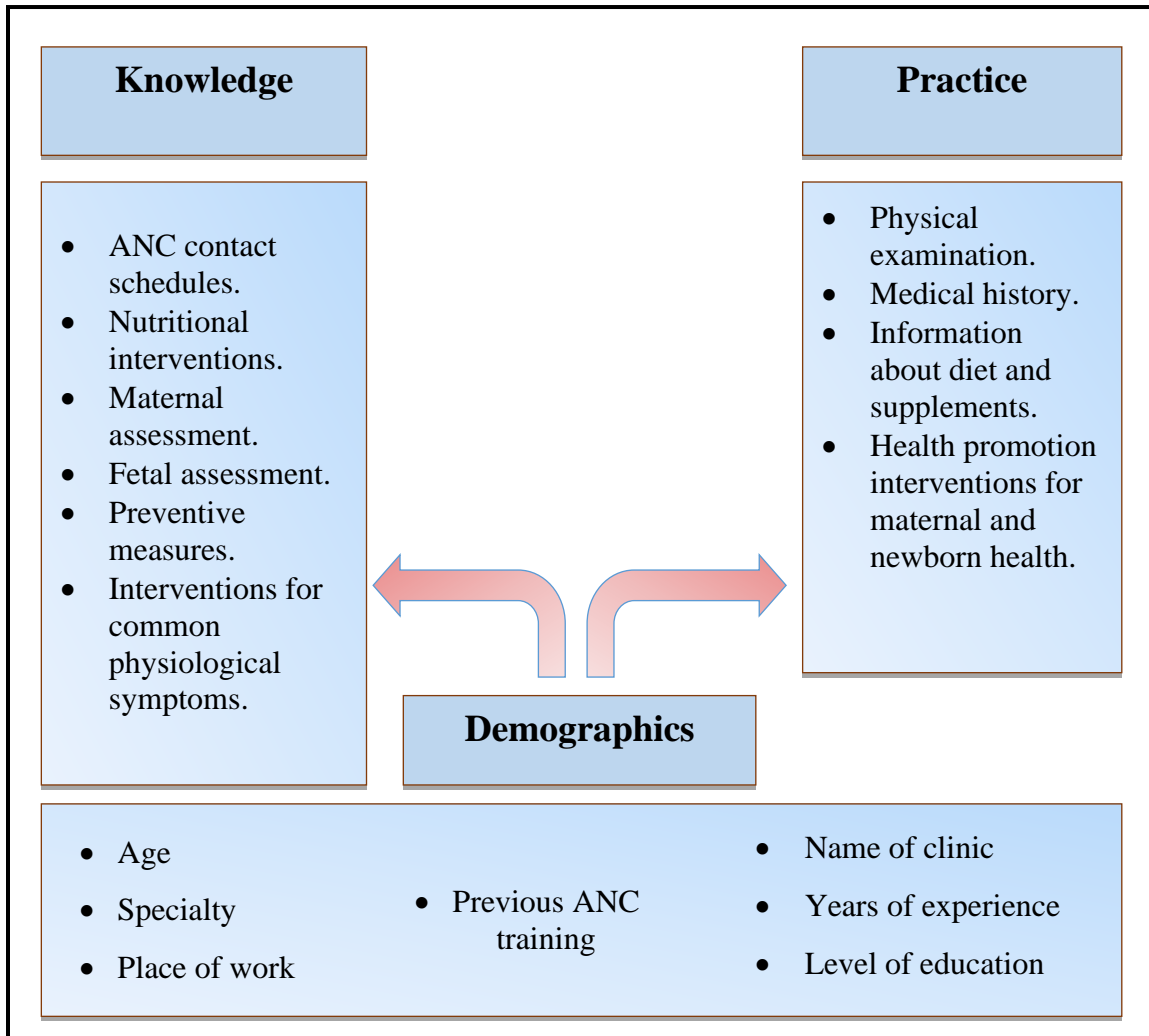 Knowledge
• ANC contact
schedules.
• Nutritional
interventions.
• Maternal
assessment.
• Fetal assessment.
• Preventive
measures.
• Interventions for
common
physiological
symptoms.
Practice
• Physical
examination.
• Medical history.
• Information
about diet and
supplements.
• Health promotion
interventions for
maternal and
newborn health.
Demographics
• Age
• Specialty
• Place of work
• Previous ANC
training
• Name of clinic
• Years of experience
• Level of education